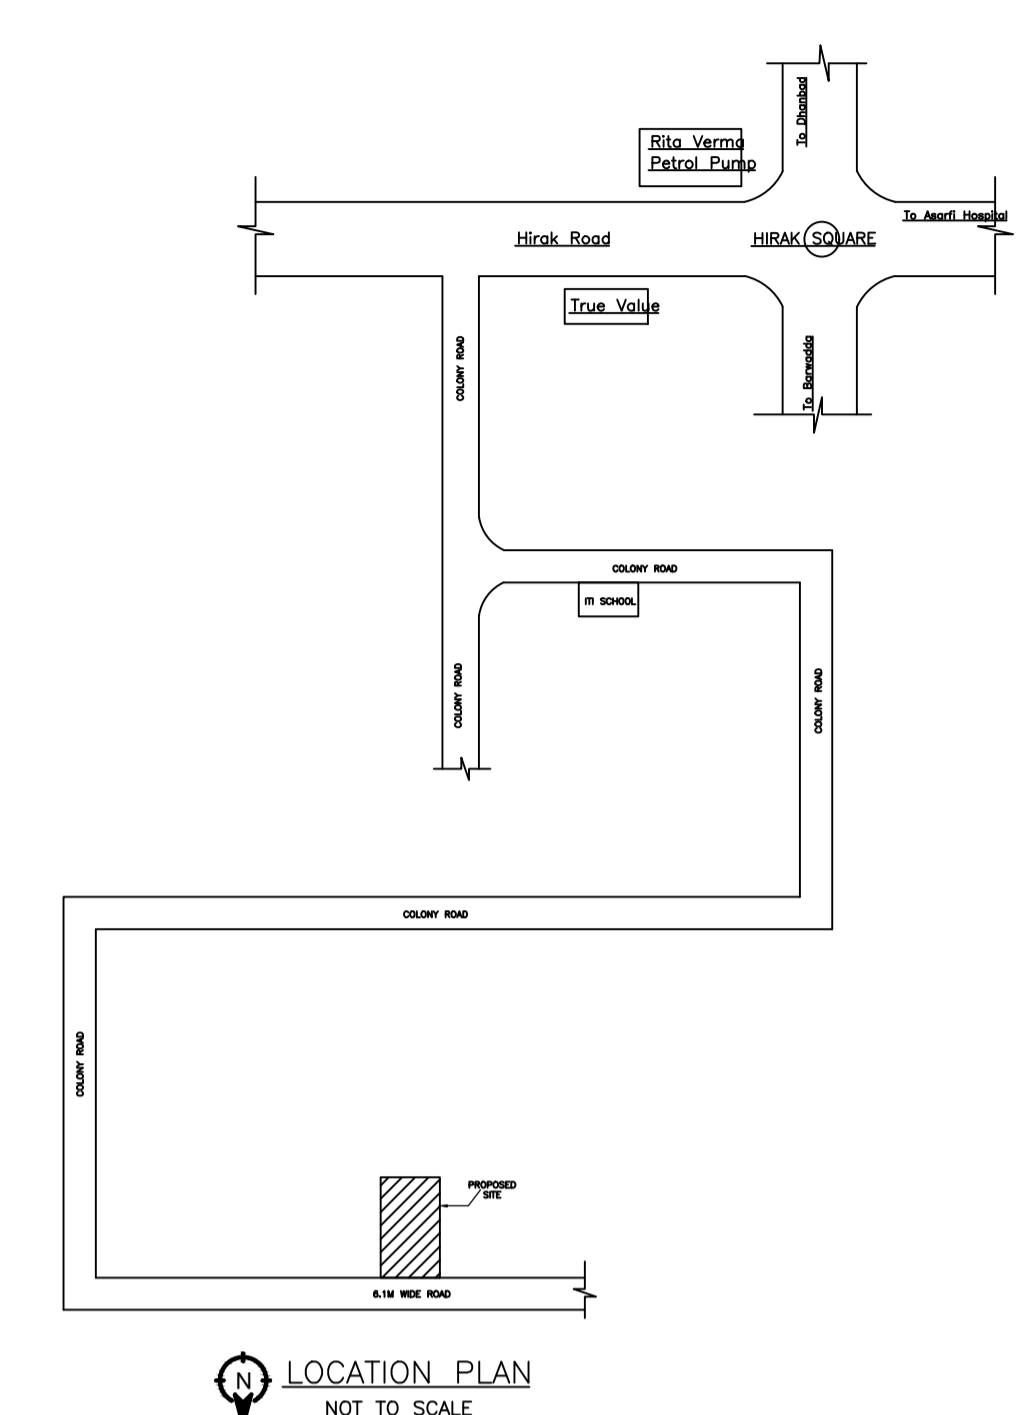 To Dhanbad
Rita Verma
Petrol Pump
To Asarfi Hospital
Hirak Road
HIRAK SQUARE
True Value
To Barwadda
COLONY ROAD
COLONY ROAD
ITI SCHOOL
COLONY ROAD
COLONY ROAD
COLONY ROAD
COLONY ROAD
PROPOSED
SITE
6.1M WIDE ROAD
N
LOCATION PLAN
NOT TO SCALE